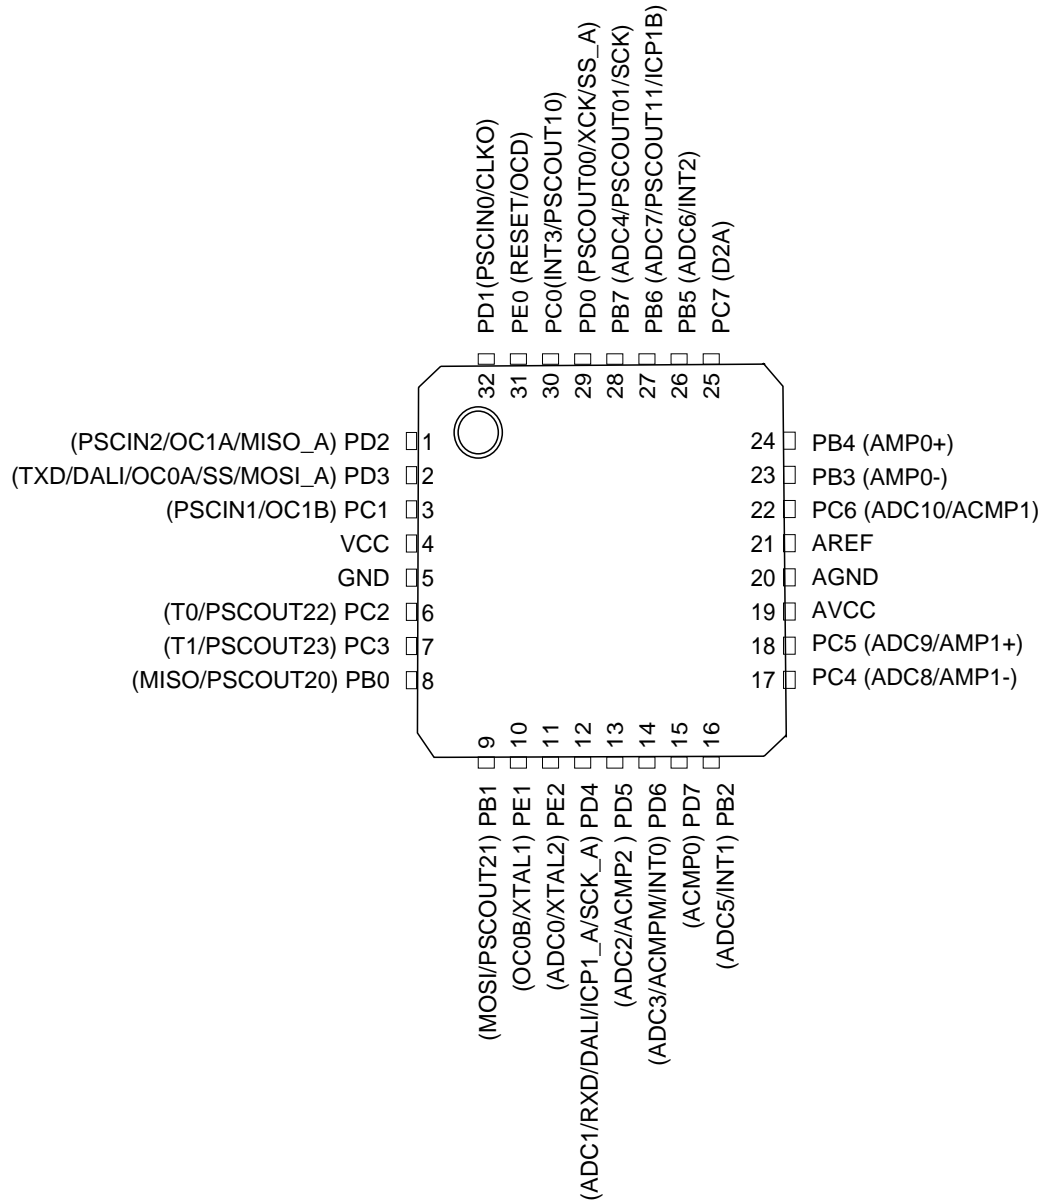 PD1(PSCIN0/CLKO)
PE0 (RESET/OCD)
PC0(INT3/PSCOUT10)
PD0 (PSCOUT00/XCK/SS_A)
PB7 (ADC4/PSCOUT01/SCK)
PB6 (ADC7/PSCOUT11/ICP1B)
PB5 (ADC6/INT2)
PC7 (D2A)
32
31
30
29
28
27
26
25
(PSCIN2/OC1A/MISO_A) PD2 1
(TXD/DALI/OC0A/SS/MOSI_A) PD3 2
(PSCIN1/OC1B) PC1 3
VCC 4
GND 5
(T0/PSCOUT22) PC2 6
(T1/PSCOUT23) PC3 7
(MISO/PSCOUT20) PB0 8
24 PB4 (AMP0+)
23 PB3 (AMP0-)
22 PC6 (ADC10/ACMP1)
21 AREF
20 AGND
19 AVCC
18 PC5 (ADC9/AMP1+)
17 PC4 (ADC8/AMP1-)
9
10
11
12
13
14
15
16
(MOSI/PSCOUT21) PB1
(OC0B/XTAL1) PE1
(ADC0/XTAL2) PE2
(ADC1/RXD/DALI/ICP1_A/SCK_A) PD4
(ADC2/ACMP2 ) PD5
(ADC3/ACMPM/INT0) PD6
(ACMP0) PD7
(ADC5/INT1) PB2